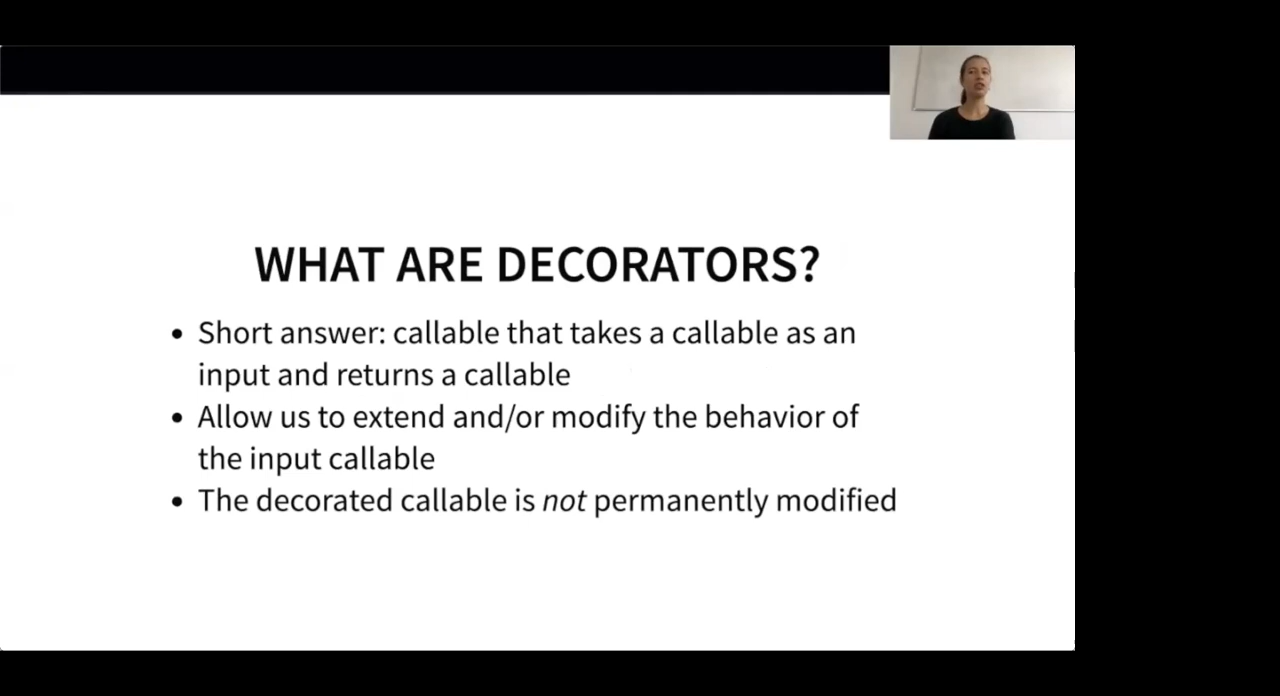 WHAT ARE DECORATORS?
• Short answer: callable that takes a callable as an
input and returns a callable
• Allow us to extend and/or modify the behavior of
the input callable
• The decorated callable is not permanently modified